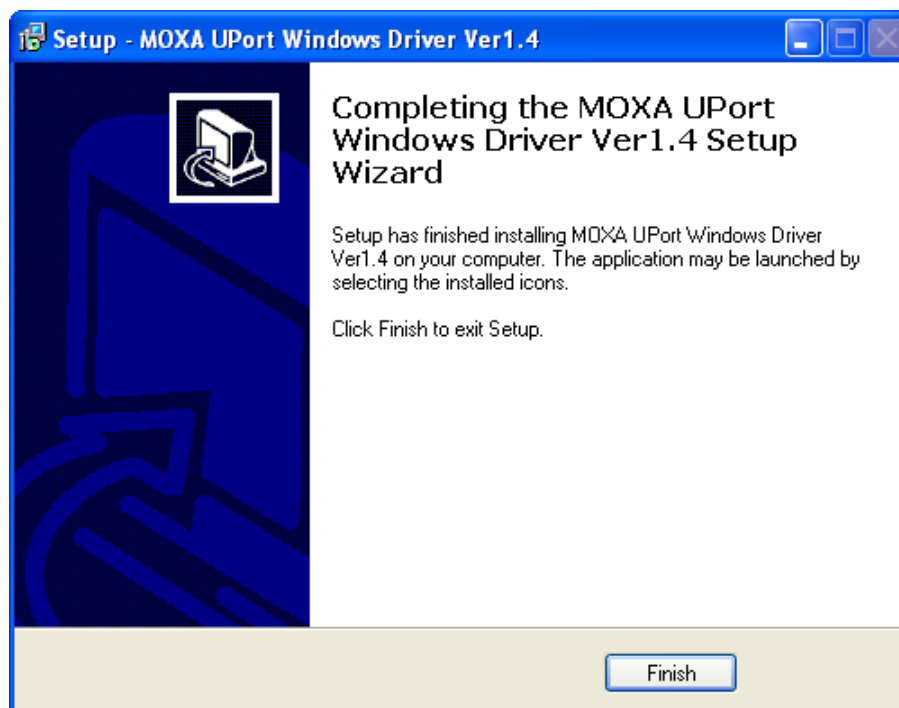 Setup - MOXA UPort Windows Driver Ver1.4
Completing the MOXA UPort
Windows Driver Ver1.4 Setup
Wizard
Setup has finished installing MOXA UPort Windows Driver
Ver1.4 on your computer. The application may be launched by
selecting the installed icons.
Click Finish to exit Setup.
Finish